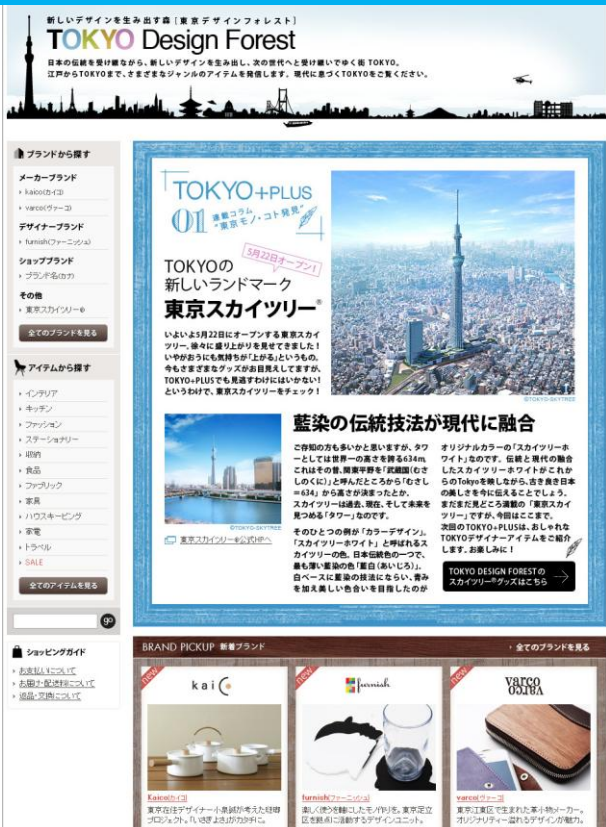 新しいデザインを生み出す森［東京デザインフォレスト］
TOKYO Design Forest
日本の伝統を受け継ながら、新しいデザインを生み出し、次の世代へと受け継いでゆく街 TOKYO。
江戸からTOKYOまで、さまざまなジャンルのアイテムを発信します。現代に息づくTOKYOをご覧ください。
ブランドから探す
メーカーブランド
kaico(カイコ)
varco(ヴァーコ)
デザイナーブランド
furnish(ファーニッシュ)
ショップブランド
ブランド名(カナ)
その他
東京スカイツリー®
全てのブランドを見る
アイテムから探す
インテリア
キッチン
ファッション
ステーショナリー
収納
食品
ファブリック
家具
ハウスキーピング
家電
トラベル
SALE
全てのアイテムを見る
go
ショッピングガイド
お支払いについて
お届け・配送料について
返品・交換について
TOKYO+PLUS
01 連載コラム
"東京モノ・コト発見"
5月22日オープン！
TOKYOの
新しいランドマーク
東京スカイツリー®
いよいよ5月22日にオープンする東京スカイ
ツリー。徐々に盛り上がりを見せてきました！
いやがおうにも気持ちが「上がる」というもの。
今もさまざまなグッズがお目見えしてますが、
TOKYO+PLUSでも見逃すわけにはいかない！
というわけで、東京スカイツリーをチェック！
©TOKYO-SKYTREE
©TOKYO-SKYTREE
東京スカイツリー®公式HPへ
藍染の伝統技法が現代に融合
ご存知の方も多いかと思いますが、タワ
ーとしては世界一の高さを誇る634m。
これはその昔、関東平野を「武蔵国（むさ
しのくに）」と呼んだところから「むさし
＝634」から高さが決まったとか。
スカイツリーは過去、現在、そして未来を
見つめる「タワー」なのです。
そのひとつの例が「カラーデザイン」。
「スカイツリーホワイト」と呼ばれるス
カイツリーの色。日本伝統色の一つで、
最も薄い藍染の色「藍白（あいじろ）」。
白ベースに藍染の技法にならい、青み
を加え美しい色合いを目指したのが
オリジナルカラーの「スカイツリーホ
ワイト」なのです。伝統と現代の融合
したスカイツリーホワイトがこれか
らのTokyoを映しながら、古き良き日本
の美しさを今に伝えることでしょう。
まだまだ見どころ満載の「東京スカイ
ツリー」ですが、今回はここまで。
次回のTOKYO+PLUSは、おしゃれな
TOKYOデザイナーアイテムをご紹介
します。お楽しみに！
TOKYO DESIGN FORESTの
スカイツリー®グッズはこちら
BRAND PICKUP 新着ブランド
全てのブランドを見る
new
kaico
Kaico(カイコ)
東京在住デザイナー小泉誠が考えた琺瑯
プロジェクト。「いさぎよさ」がカタチに。
new
furnish
furnish(ファーニッシュ)
楽しく使うを軸にしたモノ作りを。東京足立
区を拠点に活動するデザインユニット。
new
varco
varco
varco(ヴァーコ)
東京江東区で生まれた革小物メーカー。
オリジナリティー溢れるデザインが魅力。